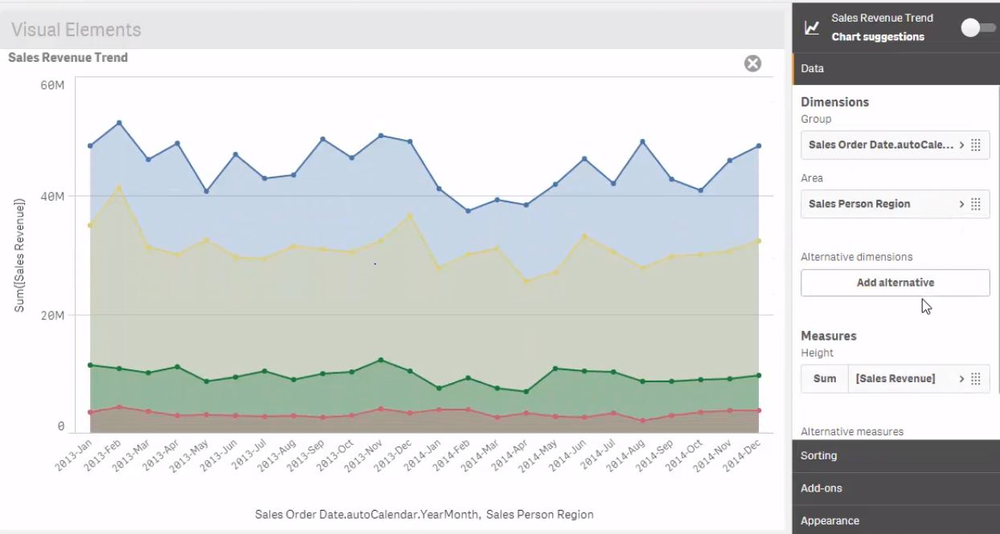 Visual Elements
Sales Revenue Trend
60M
40M
20M
0
Sum([Sales Revenue])
2013-Jan
2013-Feb
2013-Mar
2013-Apr
2013-May
2013-Jun
2013-Jul
2013-Aug
2013-Sep
2013-Oct
2013-Nov
2013-Dec
2014-Jan
2014-Feb
2014-Mar
2014-Apr
2014-May
2014-Jun
2014-Jul
2014-Aug
2014-Sep
2014-Oct
2014-Nov
2014-Dec
Sales Order Date.autoCalendar.YearMonth, Sales Person Region
Sales Revenue Trend
Chart suggestions
Data
Dimensions
Group
Sales Order Date.autoCale...
Area
Sales Person Region
Alternative dimensions
Add alternative
Measures
Height
Sum [Sales Revenue]
Alternative measures
Sorting
Add-ons
Appearance